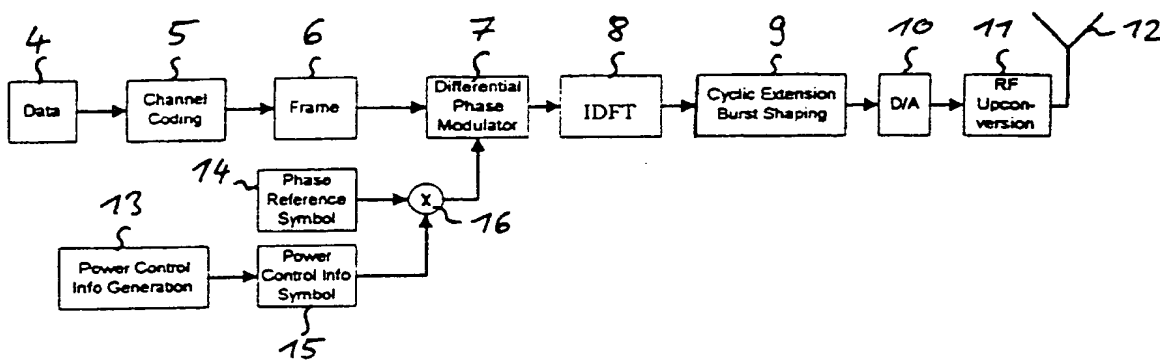 4
5
6
7
8
9
10
11
12
Data
Channel
Coding
Frame
Differential
Phase
Modulator
IDFT
Cyclic Extension
Burst Shaping
D/A
RF
Upcon-
version
14
Phase
Reference
Symbol
X
16
13
Power Control
Info Generation
Power
Control Info
Symbol
15